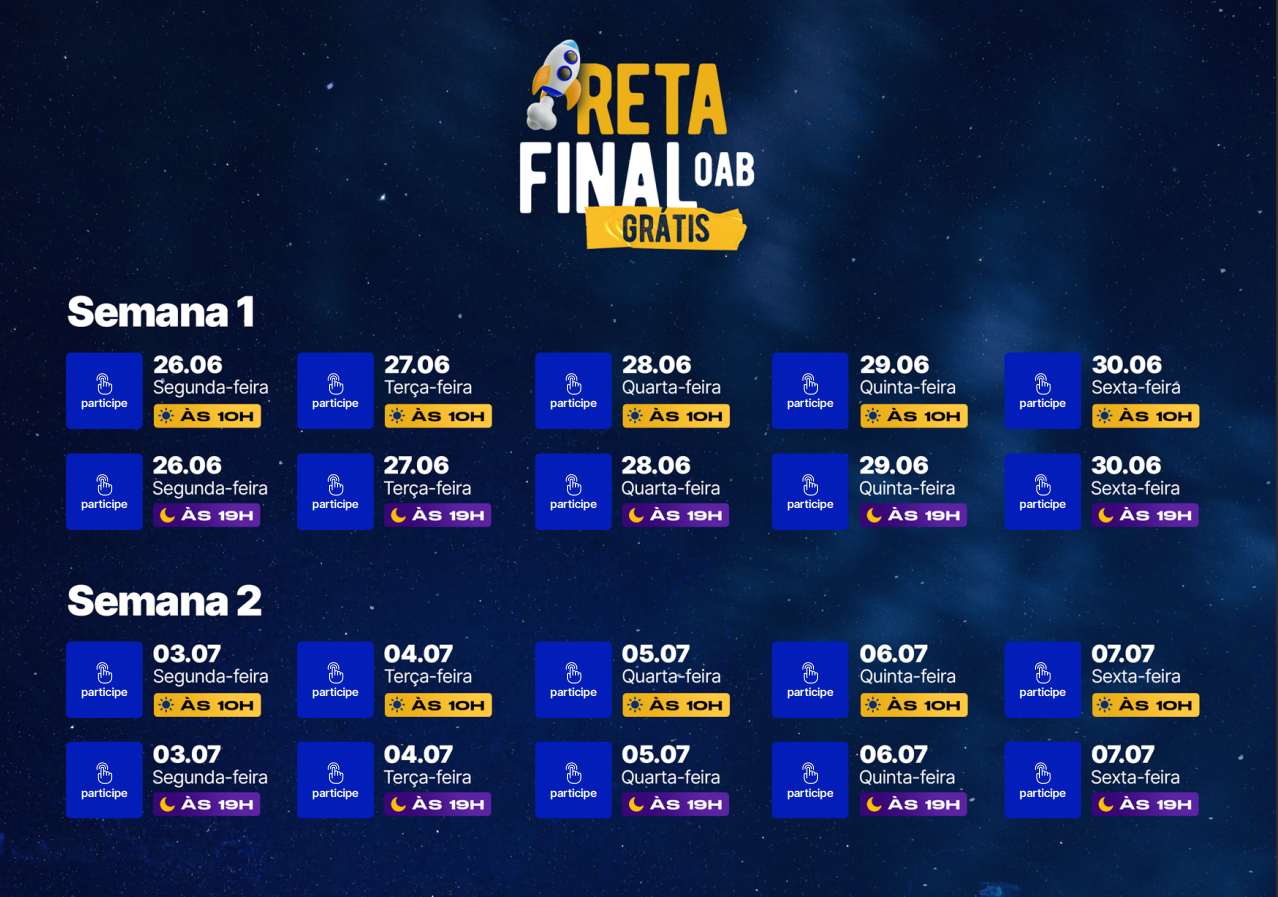 RETA
FINAL OAB
GRÁTIS
Semana 1
participe
26.06
Segunda-feira
ÀS 10H
participe
27.06
Terça-feira
ÀS 10H
participe
28.06
Quarta-feira
ÀS 10H
participe
29.06
Quinta-feira
ÀS 10H
participe
30.06
Sexta-feira
ÀS 10H
participe
26.06
Segunda-feira
ÀS 19H
participe
27.06
Terça-feira
ÀS 19H
participe
28.06
Quarta-feira
ÀS 19H
participe
29.06
Quinta-feira
ÀS 19H
participe
30.06
Sexta-feira
ÀS 19H
Semana 2
participe
03.07
Segunda-feira
ÀS 10H
participe
04.07
Terça-feira
ÀS 10H
participe
05.07
Quarta-feira
ÀS 10H
participe
06.07
Quinta-feira
ÀS 10H
participe
07.07
Sexta-feira
ÀS 10H
participe
03.07
Segunda-feira
ÀS 19H
participe
04.07
Terça-feira
ÀS 19H
participe
05.07
Quarta-feira
ÀS 19H
participe
06.07
Quinta-feira
ÀS 19H
participe
07.07
Sexta-feira
ÀS 19H